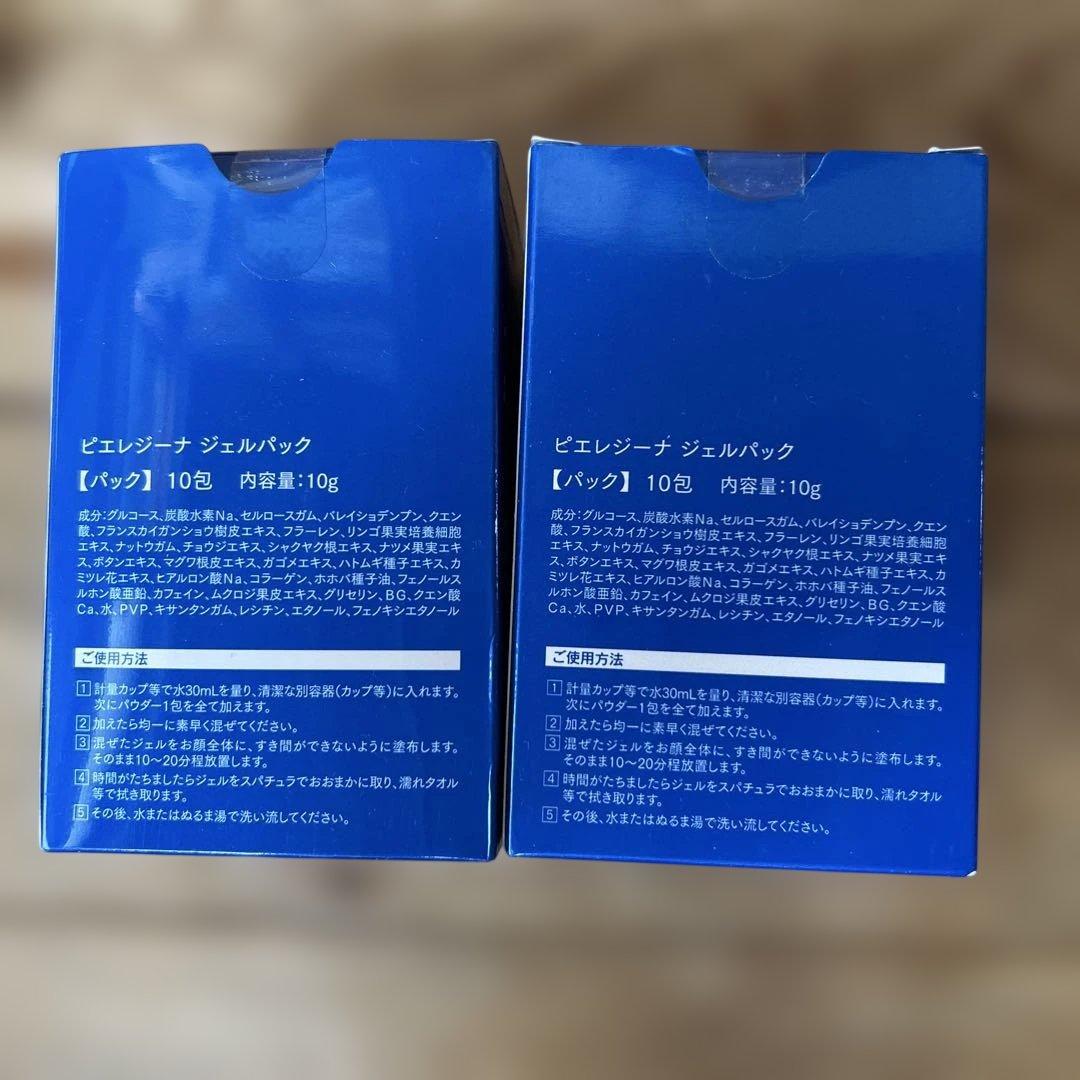 ピエレジーナ ジェルパック
【パック】 10包 内容量：10g
成分：グルコース、炭酸水素Na、セルロースガム、バレイショデンプン、クエン
酸、フランスカイガンショウ樹皮エキス、フラーレン、リンゴ果実培養細胞
エキス、ナットウガム、チョウジエキス、シャクヤク根エキス、ナツメ果実エキ
ス、ボタンエキス、マグワ根皮エキス、ガゴメエキス、ハトムギ種子エキス、カ
ミツレ花エキス、ヒアルロン酸Na、コラーゲン、ホホバ種子油、フェノールス
ルホン酸亜鉛、カフェイン、ムクロジ果皮エキス、グリセリン、BG、クエン酸
Ca、水、PVP、キサンタンガム、レシチン、エタノール、フェノキシエタノール
ご使用方法
1 計量カップ等で水30mLを量り、清潔な別容器（カップ等）に入れます。
次にパウダー1包を全て加えます。
2 加えたら均一に素早く混ぜてください。
3 混ぜたジェルをお顔全体に、すき間ができないように塗布します。
そのまま10～20分程放置します。
4 時間がたちましたらジェルをスパチュラでおおまかに取り、濡れタオル
等で拭き取ります。
5 その後、水またはぬるま湯で洗い流してください。
ピエレジーナ ジェルパック
【パック】 10包 内容量：10g
成分：グルコース、炭酸水素Na、セルロースガム、バレイショデンプン、クエン
酸、フランスカイガンショウ樹皮エキス、フラーレン、リンゴ果実培養細胞
エキス、ナットウガム、チョウジエキス、シャクヤク根エキス、ナツメ果実エキ
ス、ボタンエキス、マグワ根皮エキス、ガゴメエキス、ハトムギ種子エキス、カ
ミツレ花エキス、ヒアルロン酸Na、コラーゲン、ホホバ種子油、フェノールス
ルホン酸亜鉛、カフェイン、ムクロジ果皮エキス、グリセリン、BG、クエン酸
Ca、水、PVP、キサンタンガム、レシチン、エタノール、フェノキシエタノール
ご使用方法
1 計量カップ等で水30mLを量り、清潔な別容器（カップ等）に入れます。
次にパウダー1包を全て加えます。
2 加えたら均一に素早く混ぜてください。
3 混ぜたジェルをお顔全体に、すき間ができないように塗布します。
そのまま10～20分程放置します。
4 時間がたちましたらジェルをスパチュラでおおまかに取り、濡れタオル
等で拭き取ります。
5 その後、水またはぬるま湯で洗い流してください。